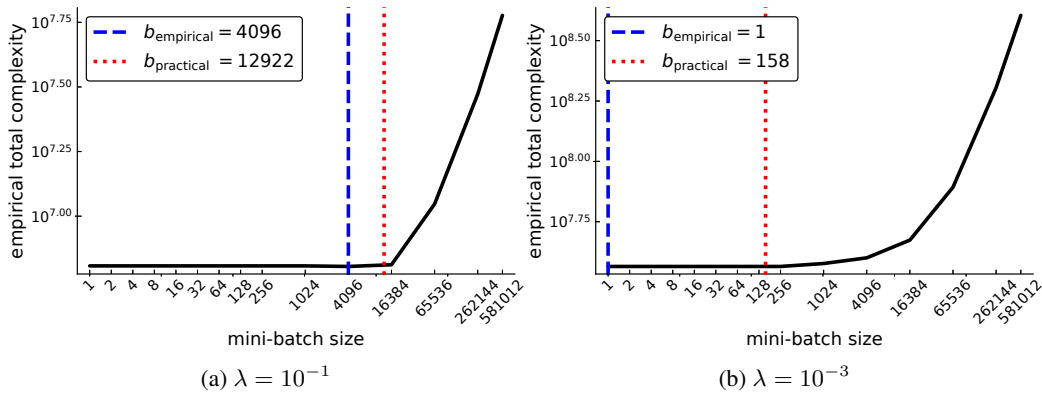 empirical total complexity
10^7.75
10^7.50
10^7.25
10^7.00
b_empirical = 4096
b_practical = 12922
1 2 4 8 16 32 64 128 256 1024 4096 16384 65536 262144 581012
mini-batch size
(a) λ = 10^−1
empirical total complexity
10^8.50
10^8.25
10^8.00
10^7.75
b_empirical = 1
b_practical = 158
1 2 4 8 16 32 64 128 256 1024 4096 16384 65536 262144 581012
mini-batch size
(b) λ = 10^−3